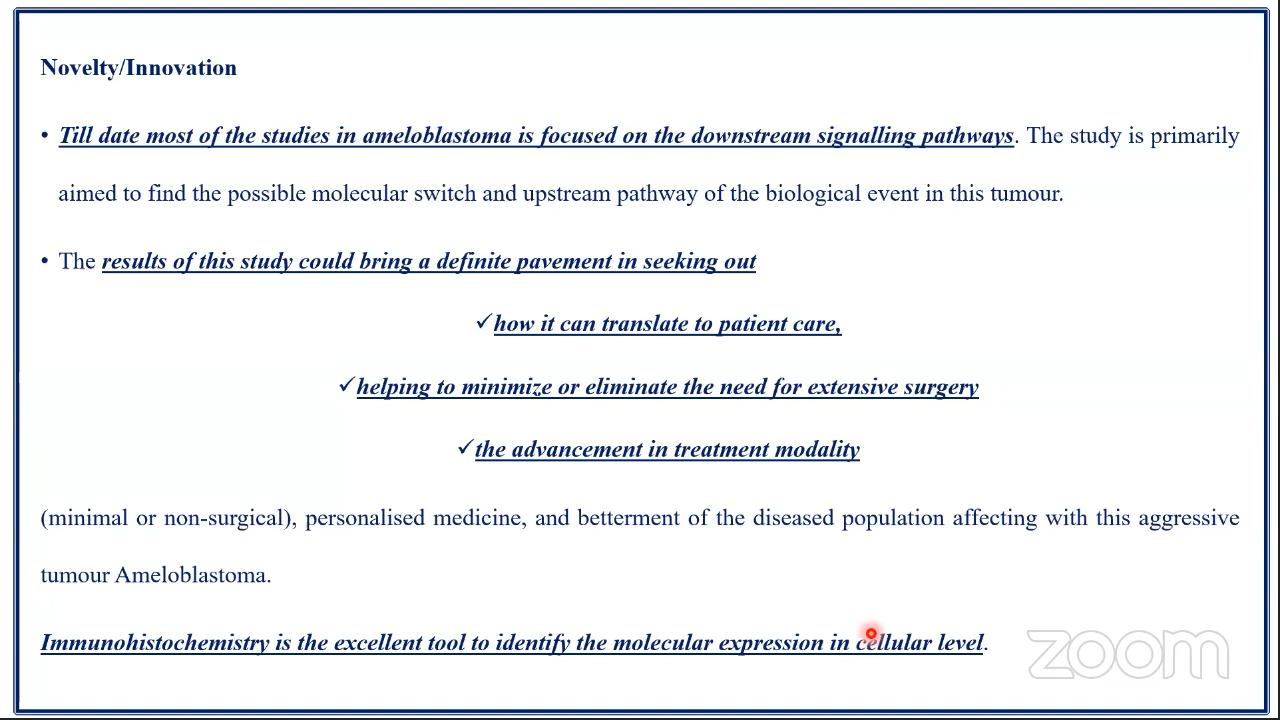 Novelty/Innovation
• Till date most of the studies in ameloblastoma is focused on the downstream signalling pathways. The study is primarily
aimed to find the possible molecular switch and upstream pathway of the biological event in this tumour.
• The results of this study could bring a definite pavement in seeking out
✓how it can translate to patient care,
✓helping to minimize or eliminate the need for extensive surgery
✓the advancement in treatment modality
(minimal or non-surgical), personalised medicine, and betterment of the diseased population affecting with this aggressive
tumour Ameloblastoma.
Immunohistochemistry is the excellent tool to identify the molecular expression in cellular level.
zoom